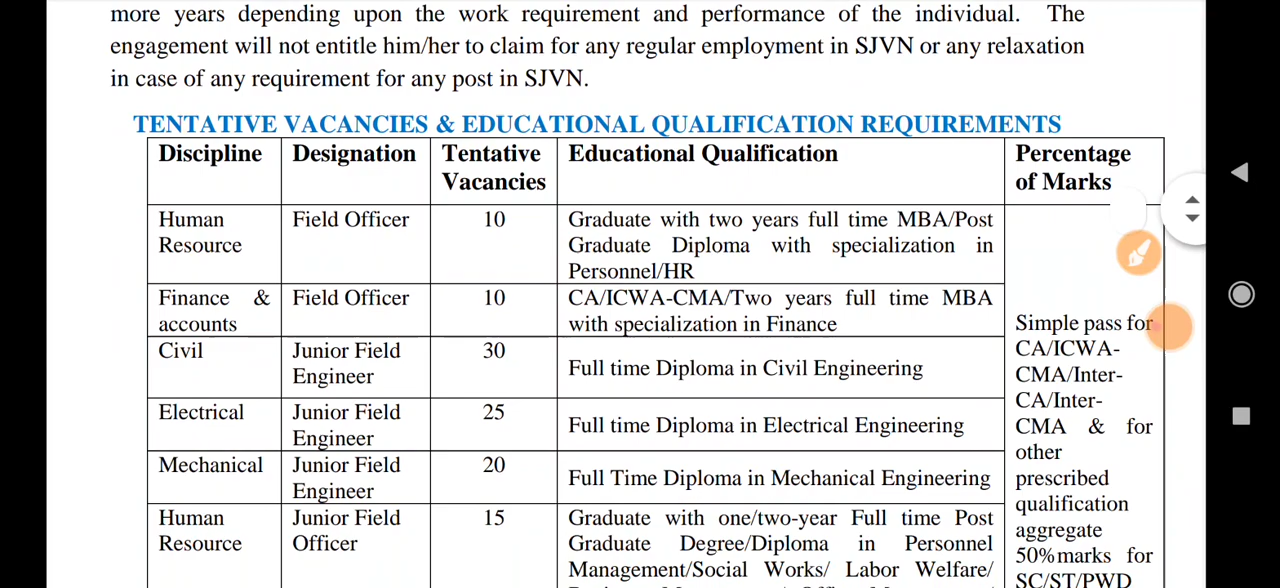 more years depending upon the work requirement and performance of the individual. The
engagement will not entitle him/her to claim for any regular employment in SJVN or any relaxation
in case of any requirement for any post in SJVN.
TENTATIVE VACANCIES & EDUCATIONAL QUALIFICATION REQUIREMENTS
Discipline Designation Tentative Vacancies Educational Qualification Percentage of Marks
Human Resource Field Officer 10 Graduate with two years full time MBA/Post
Graduate Diploma with specialization in
Personnel/HR
Finance & accounts Field Officer 10 CA/ICWA-CMA/Two years full time MBA
with specialization in Finance
Civil Junior Field Engineer 30 Full time Diploma in Civil Engineering
Electrical Junior Field Engineer 25 Full time Diploma in Electrical Engineering
Mechanical Junior Field Engineer 20 Full Time Diploma in Mechanical Engineering
Human Resource Junior Field Officer 15 Graduate with one/two-year Full time Post
Graduate Degree/Diploma in Personnel
Management/Social Works/ Labor Welfare/
Simple pass for
CA/ICWA-
CMA/Inter-
CA/Inter-
CMA & for
other
prescribed
qualification
aggregate
50%marks for
SC/ST/PWD